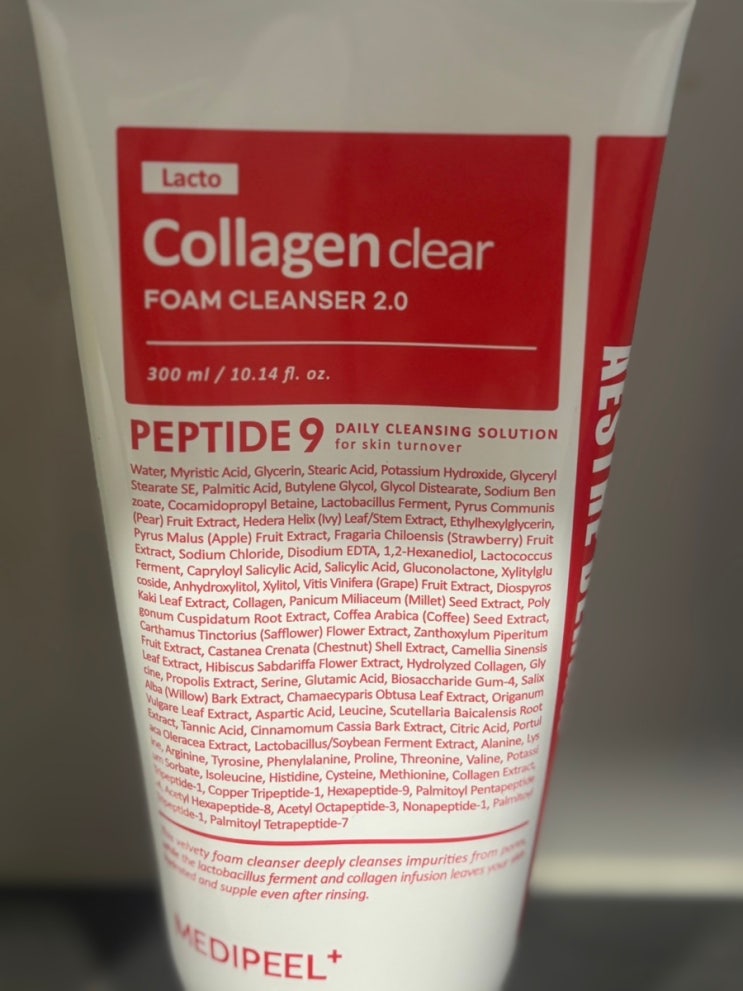 Lacto
Collagen clear
FOAM CLEANSER 2.0
300 ml / 10.14 fl. oz.
PEPTIDE 9 DAILY CLEANSING SOLUTION
for skin turnover
Water, Myristic Acid, Glycerin, Stearic Acid, Potassium Hydroxide, Glyceryl
Stearate SE, Palmitic Acid, Butylene Glycol, Glycol Distearate, Sodium Ben
zoate, Cocamidopropyl Betaine, Lactobacillus Ferment, Pyrus Communis
(Pear) Fruit Extract, Hedera Helix (Ivy) Leaf/Stem Extract, Ethylhexylglycerin,
Pyrus Malus (Apple) Fruit Extract, Fragaria Chiloensis (Strawberry) Fruit
Extract, Sodium Chloride, Disodium EDTA, 1,2-Hexanediol, Lactococcus
Ferment, Capryloyl Salicylic Acid, Salicylic Acid, Gluconolactone, Xylitylglu
coside, Anhydroxylitol, Xylitol, Vitis Vinifera (Grape) Fruit Extract, Diospyros
Kaki Leaf Extract, Collagen, Panicum Miliaceum (Millet) Seed Extract, Poly
gonum Cuspidatum Root Extract, Coffea Arabica (Coffee) Seed Extract,
Carthamus Tinctorius (Safflower) Flower Extract, Zanthoxylum Piperitum
Fruit Extract, Castanea Crenata (Chestnut) Shell Extract, Camellia Sinensis
Leaf Extract, Hibiscus Sabdariffa Flower Extract, Hydrolyzed Collagen, Gly
cine, Propolis Extract, Serine, Glutamic Acid, Biosaccharide Gum-4, Salix
Alba (Willow) Bark Extract, Chamaecyparis Obtusa Leaf Extract, Origanum
Vulgare Leaf Extract, Aspartic Acid, Leucine, Scutellaria Baicalensis Root
Extract, Tannic Acid, Cinnamomum Cassia Bark Extract, Citric Acid, Portul
aca Oleracea Extract, Lactobacillus/Soybean Ferment Extract, Alanine, Lys
ine, Arginine, Tyrosine, Phenylalanine, Proline, Threonine, Valine, Potassi
um Sorbate, Isoleucine, Histidine, Cysteine, Methionine, Collagen Extract,
Tripeptide-1, Copper Tripeptide-1, Hexapeptide-9, Palmitoyl Pentapeptide
-4, Acetyl Hexapeptide-8, Acetyl Octapeptide-3, Nonapeptide-1, Palmitoyl
Tripeptide-1, Palmitoyl Tetrapeptide-7
This velvety foam cleanser deeply cleanses impurities from pores,
while the lactobacillus ferment and collagen infusion leaves your skin
hydrated and supple even after rinsing.
MEDIPEEL+